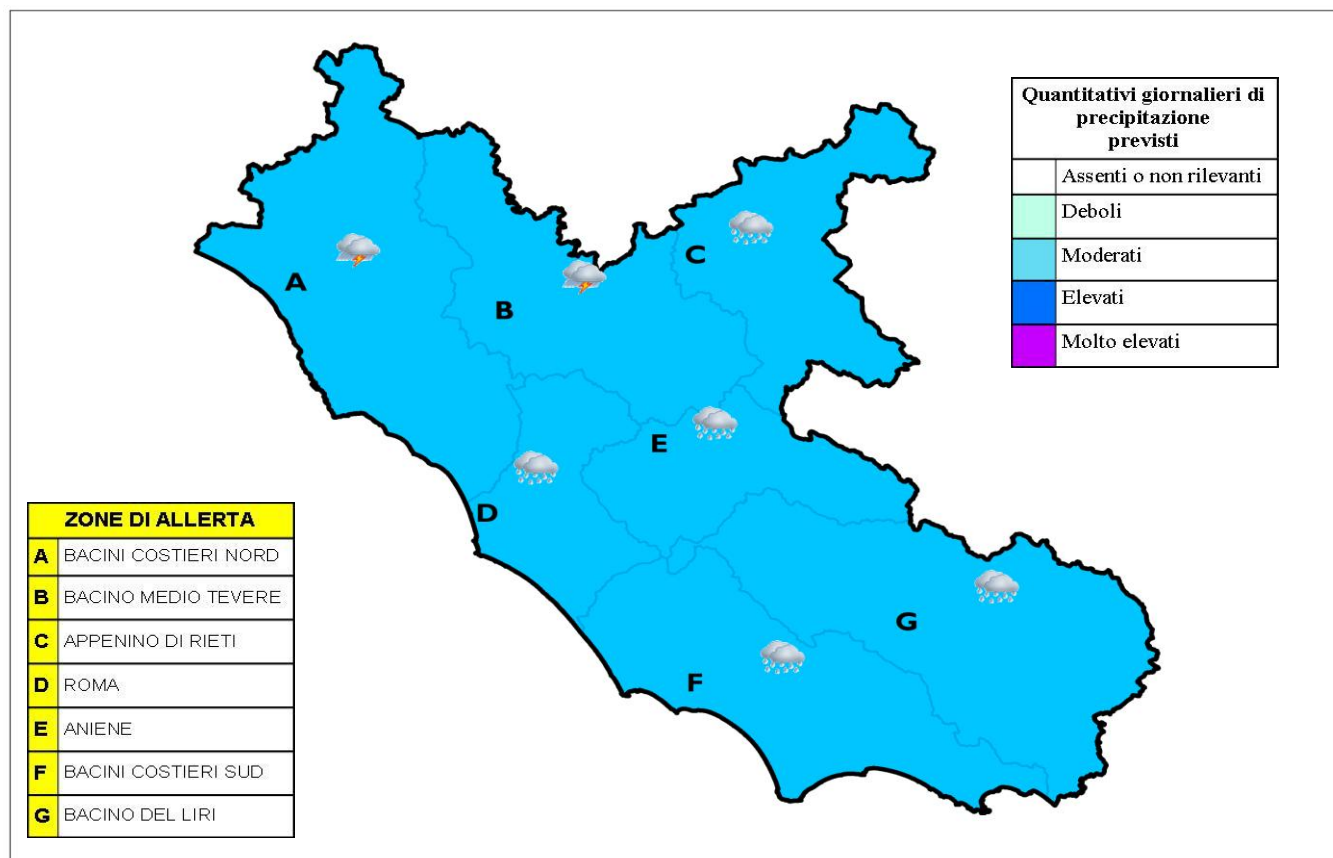 Quantitativi giornalieri di
precipitazione
previsti
Assenti o non rilevanti
Deboli
Moderati
Elevati
Molto elevati
A
B
C
D
E
F
G
ZONE DI ALLERTA
A BACINI COSTIERI NORD
B BACINO MEDIO TEVERE
C APPENINO DI RIETI
D ROMA
E ANIENE
F BACINI COSTIERI SUD
G BACINO DEL LIRI